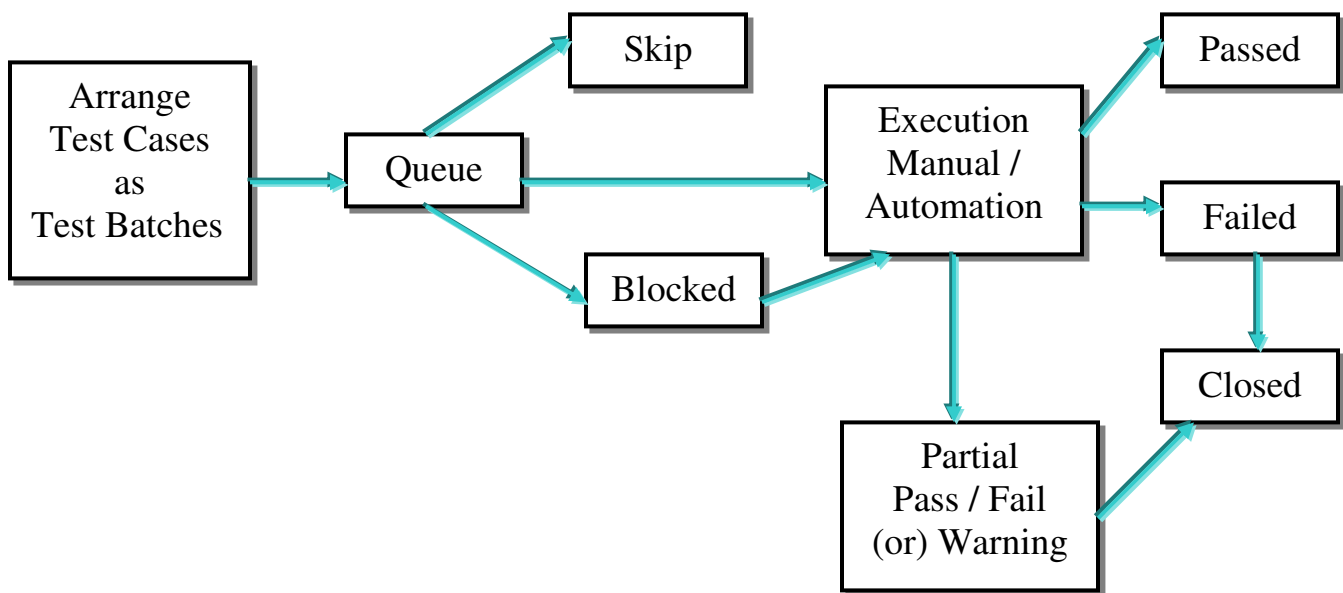 Arrange
Test Cases
as
Test Batches
Queue
Skip
Blocked
Execution
Manual /
Automation
Passed
Failed
Closed
Partial
Pass / Fail
(or) Warning